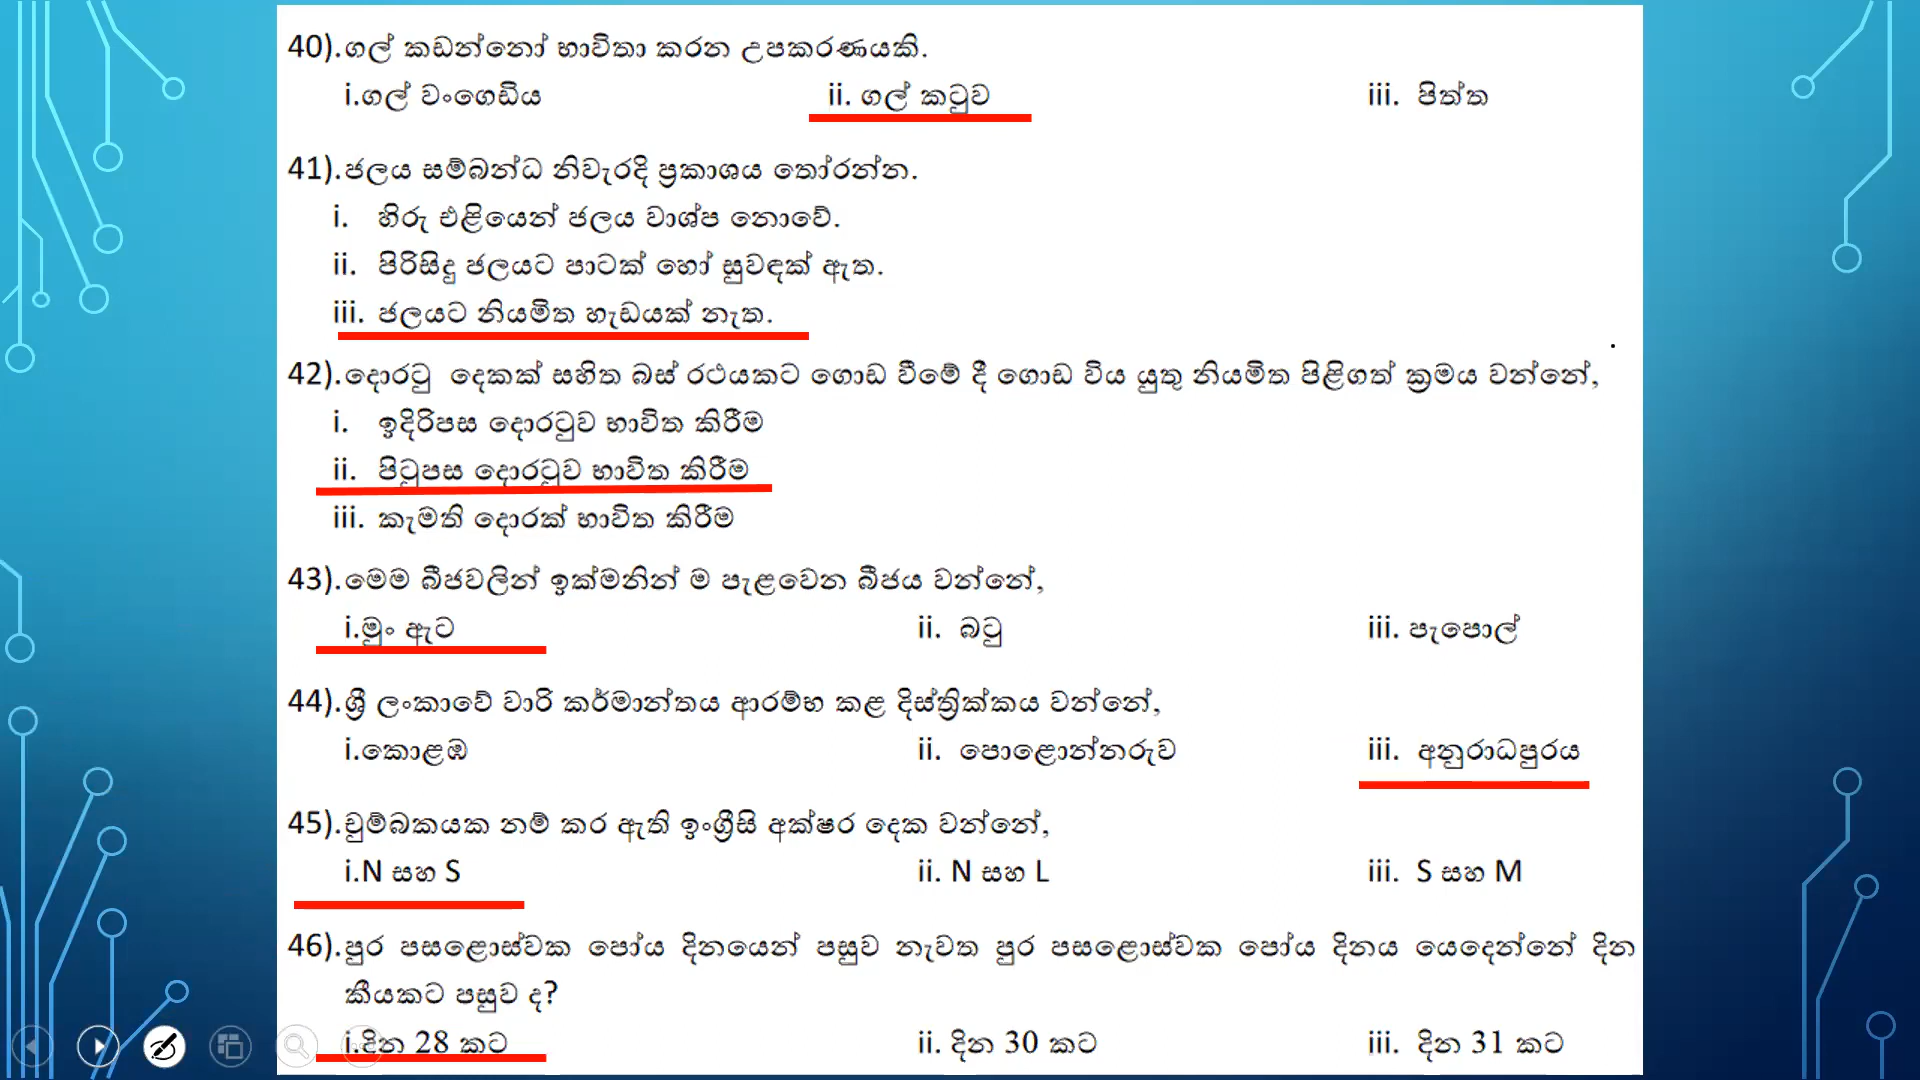 40).ගල් කඩන්නෝ භාවිතා කරන උපකරණයකි.
i.ගල් වංගෙඩිය ii. ගල් කටුව iii. පිත්ත
41).ජලය සම්බන්ධ නිවැරදි ප්‍රකාශය තෝරන්න.
i. හිරු එළියෙන් ජලය වාශ්ප නොවේ.
ii. පිරිසිදු ජලයට පාටක් හෝ සුවඳක් ඇත.
iii. ජලයට නියමිත හැඩයක් නැත.
42).දොරටු දෙකක් සහිත බස් රථයකට ගොඩ වීමේ දී ගොඩ විය යුතු නියමිත පිළිගත් ක්‍රමය වන්නේ,
i. ඉදිරිපස දොරටුව භාවිත කිරීම
ii. පිටුපස දොරටුව භාවිත කිරීම
iii. කැමති දොරක් භාවිත කිරීම
43).මෙම බීජවලින් ඉක්මනින් ම පැළවෙන බීජය වන්නේ,
i.මුං ඇට ii. බටු iii. පැපොල්
44).ශ්‍රී ලංකාවේ වාරි කර්මාන්තය ආරම්භ කළ දිස්ත්‍රික්කය වන්නේ,
i.කොළඹ ii. පොළොන්නරුව iii. අනුරාධපුරය
45).චුම්බකයක නම් කර ඇති ඉංග්‍රීසි අක්ෂර දෙක වන්නේ,
i.N සහ S ii. N සහ L iii. S සහ M
46).පුර පසළොස්වක පෝය දිනයෙන් පසුව නැවත පුර පසළොස්වක පෝය දිනය යෙදෙන්නේ දින
කීයකට පසුව ද?
i.දින 28 කට ii. දින 30 කට iii. දින 31 කට